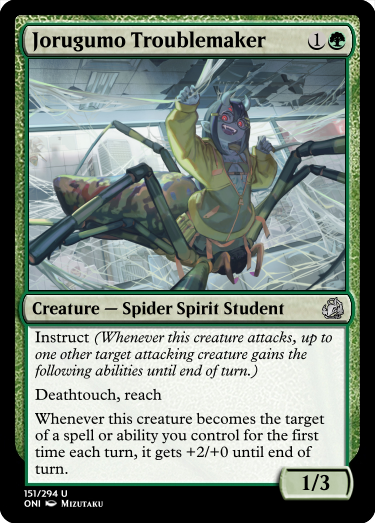 Jorugumo Troublemaker 1
Creature — Spider Spirit Student
Instruct (Whenever this creature attacks, up to
one other target attacking creature gains the
following abilities until end of turn.)
Deathtouch, reach
Whenever this creature becomes the target
of a spell or ability you control for the first
time each turn, it gets +2/+0 until end of
turn.
1/3
151/294 U
ONI MIZUTAKU